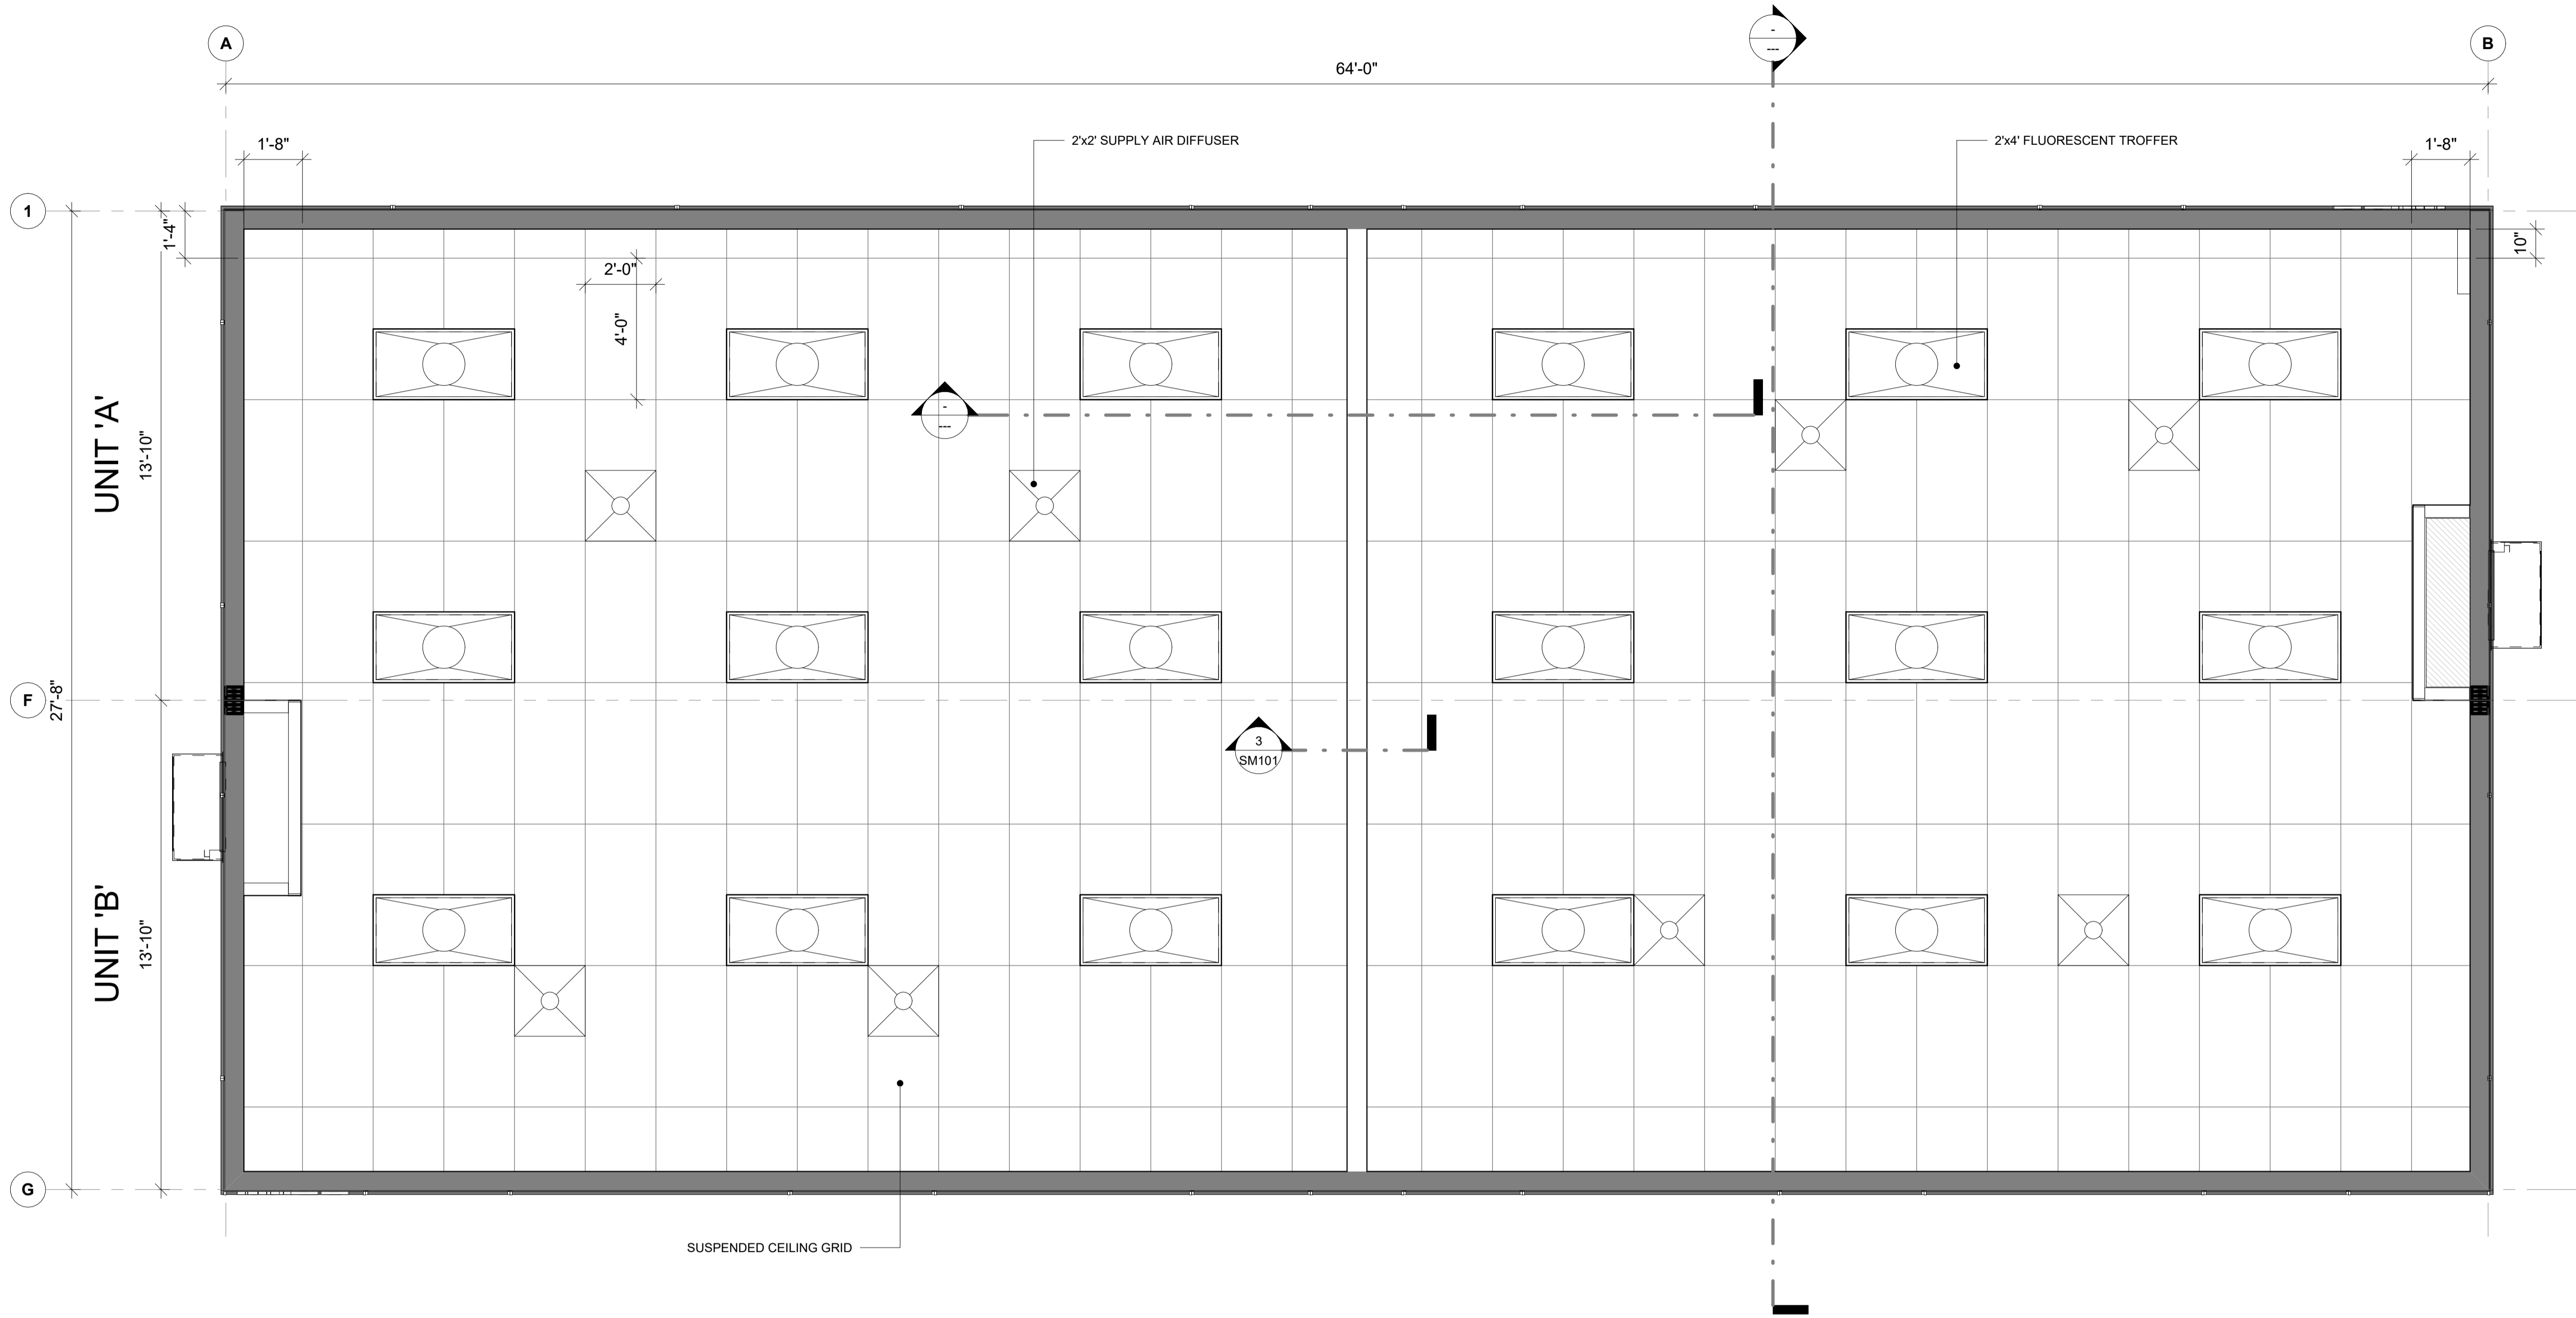 A
-
---
B
64'-0"
1'-8"
2'x2' SUPPLY AIR DIFFUSER
2'x4' FLUORESCENT TROFFER
1'-8"
1
1'-4"
10"
2'-0"
4'-0"
UNIT 'A'
13'-10"
-
---
F
27'-8"
3
SM101
UNIT 'B'
13'-10"
G
SUSPENDED CEILING GRID